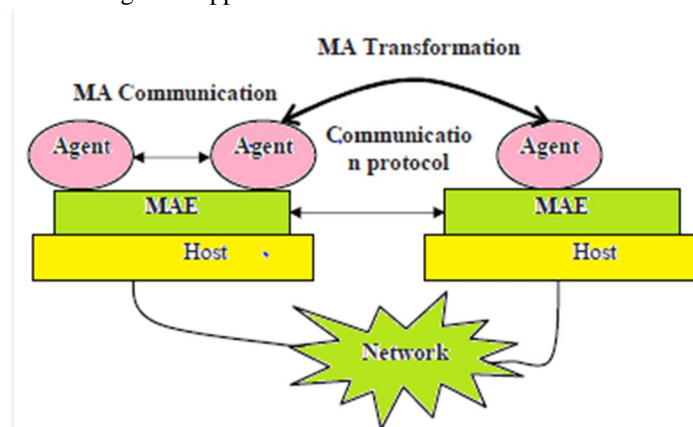 MA Transformation
MA Communication
Agent
Agent
Communicatio
n protocol
Agent
MAE
MAE
Host
Host
Network